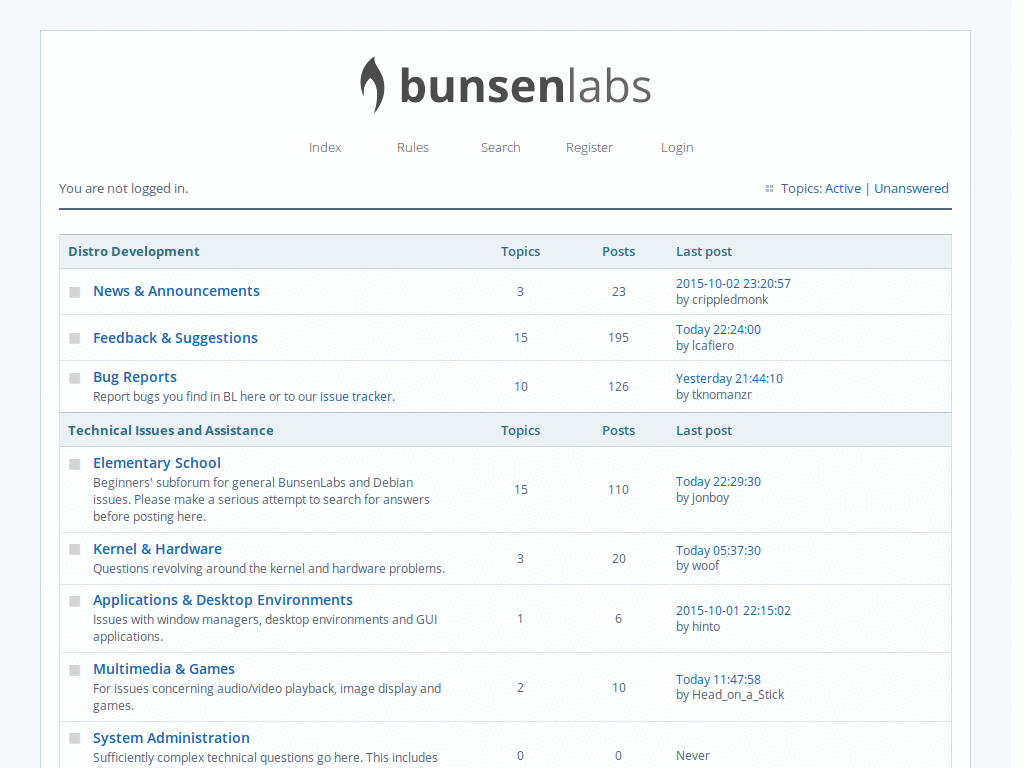 bunsenlabs
Index Rules Search Register Login
You are not logged in. Topics: Active | Unanswered
Distro Development Topics Posts Last post
News & Announcements 3 23 2015-10-02 23:20:57
by crippledmonk
Feedback & Suggestions 15 195 Today 22:24:00
by lcafiero
Bug Reports
Report bugs you find in BL here or to our issue tracker. 10 126 Yesterday 21:44:10
by tknomanzr
Technical Issues and Assistance Topics Posts Last post
Elementary School
Beginners' subforum for general BunsenLabs and Debian
issues. Please make a serious attempt to search for answers
before posting here. 15 110 Today 22:29:30
by jonboy
Kernel & Hardware
Questions revolving around the kernel and hardware problems. 3 20 Today 05:37:30
by woof
Applications & Desktop Environments
Issues with window managers, desktop environments and GUI
applications. 1 6 2015-10-01 22:15:02
by hinto
Multimedia & Games
For issues concerning audio/video playback, image display and
games. 2 10 Today 11:47:58
by Head_on_a_Stick
System Administration
Sufficiently complex technical questions go here. This includes 0 0 Never